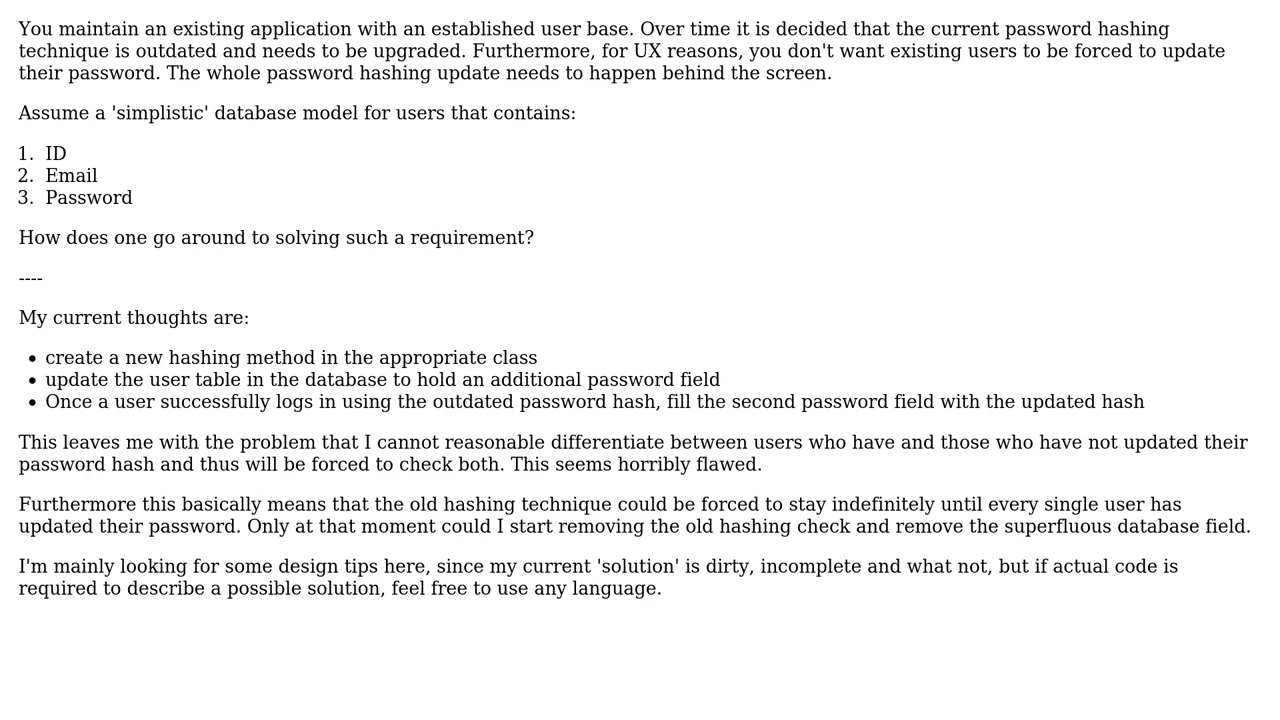 You maintain an existing application with an established user base. Over time it is decided that the current password hashing
technique is outdated and needs to be upgraded. Furthermore, for UX reasons, you don't want existing users to be forced to update
their password. The whole password hashing update needs to happen behind the screen.
Assume a 'simplistic' database model for users that contains:
1. ID
2. Email
3. Password
How does one go around to solving such a requirement?
----
My current thoughts are:
• create a new hashing method in the appropriate class
• update the user table in the database to hold an additional password field
• Once a user successfully logs in using the outdated password hash, fill the second password field with the updated hash
This leaves me with the problem that I cannot reasonable differentiate between users who have and those who have not updated their
password hash and thus will be forced to check both. This seems horribly flawed.
Furthermore this basically means that the old hashing technique could be forced to stay indefinitely until every single user has
updated their password. Only at that moment could I start removing the old hashing check and remove the superfluous database field.
I'm mainly looking for some design tips here, since my current 'solution' is dirty, incomplete and what not, but if actual code is
required to describe a possible solution, feel free to use any language.